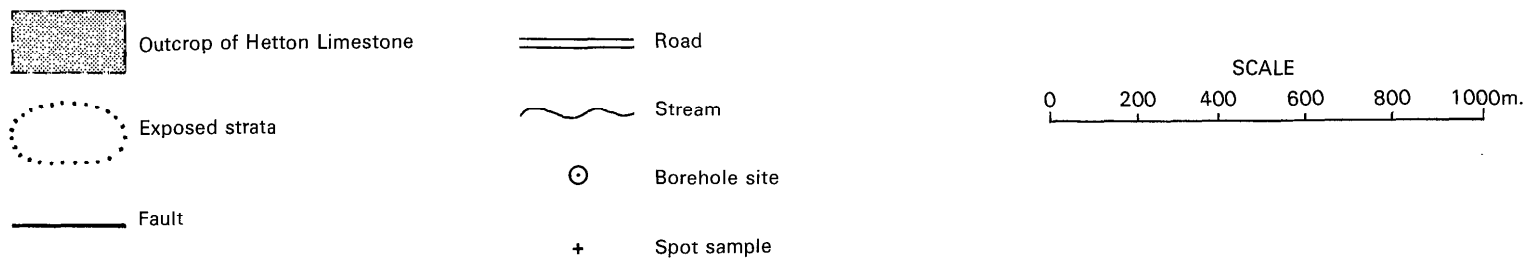 Outcrop of Hetton Limestone
Exposed strata
Fault
Road
Stream
Borehole site
Spot sample
SCALE
0 200 400 600 800 1000m.